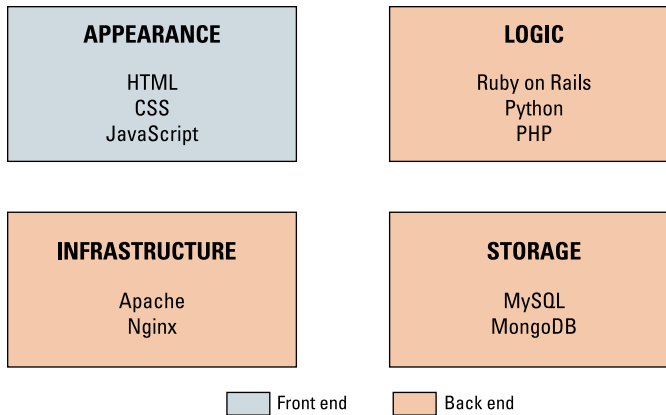 APPEARANCE
HTML
CSS
JavaScript
LOGIC
Ruby on Rails
Python
PHP
INFRASTRUCTURE
Apache
Nginx
STORAGE
MySQL
MongoDB
Front end
Back end